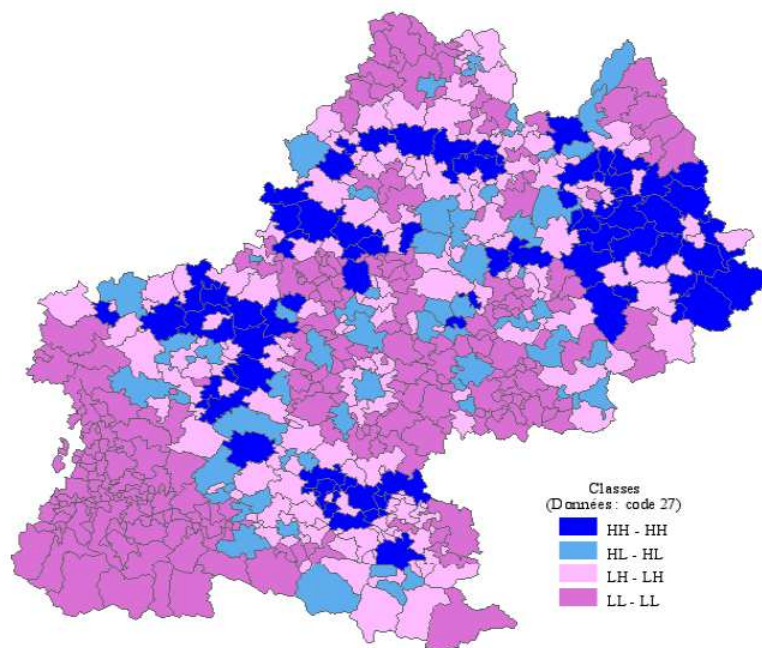 Classes
(Données : code 27)
HH - HH
HL - HL
LH - LH
LL - LL